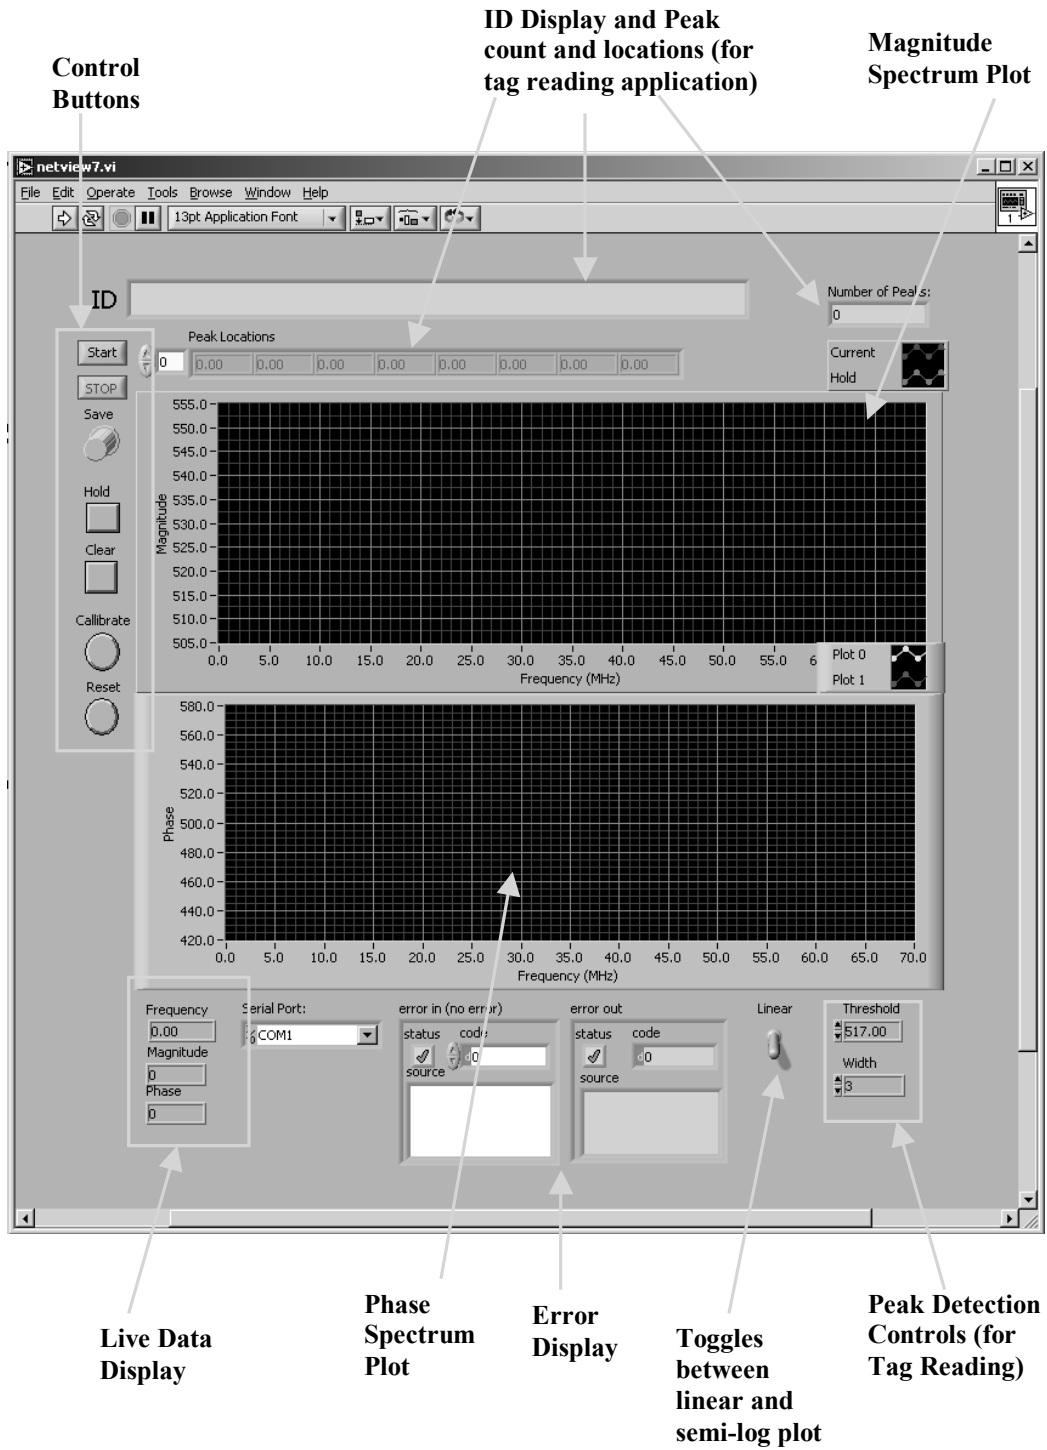 ID Display and Peak
count and locations (for
tag reading application)
Magnitude
Spectrum Plot
Control
Buttons
netview7.vi
File Edit Operate Tools Browse Window Help
13pt Application Font
1
ID
Number of Peaks:
0
Peak Locations
0
0.00 0.00 0.00 0.00 0.00 0.00 0.00 0.00
Current
Hold
Start
STOP
Save
Hold
Clear
Callibrate
Reset
555.0
550.0
545.0
540.0
535.0
530.0
525.0
520.0
515.0
510.0
505.0
Magnitude
0.0 5.0 10.0 15.0 20.0 25.0 30.0 35.0 40.0 45.0 50.0 55.0 6
Frequency (MHz)
Plot 0
Plot 1
580.0
560.0
540.0
520.0
500.0
480.0
460.0
440.0
420.0
Phase
0.0 5.0 10.0 15.0 20.0 25.0 30.0 35.0 40.0 45.0 50.0 55.0 60.0 65.0 70.0
Frequency (MHz)
Frequency
0.00
Magnitude
0
Phase
0
Serial Port:
COM1
error in (no error)
status code
d0
source
error out
status code
d0
source
Linear
Threshold
517.00
Width
3
Live Data
Display
Phase
Spectrum
Plot
Error
Display
Toggles
between
linear and
semi-log plot
Peak Detection
Controls (for
Tag Reading)